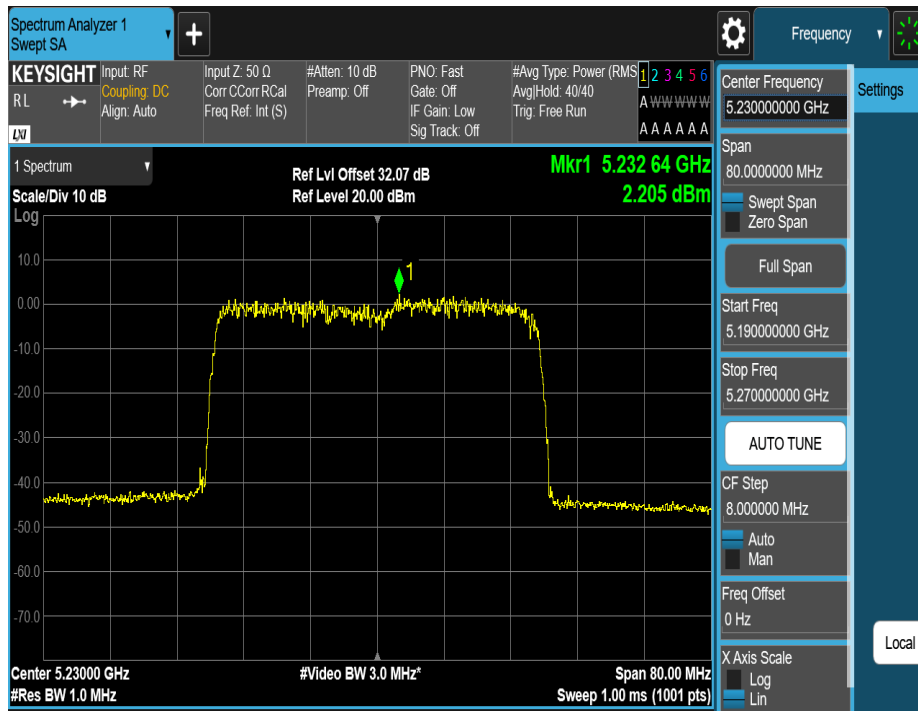 Spectrum Analyzer 1
Swept SA
+
Frequency
KEYSIGHT
RL
LXI
Input: RF
Coupling: DC
Align: Auto
Input Z: 50 Ω
Corr CCorr RCal
Freq Ref: Int (S)
#Atten: 10 dB
Preamp: Off
PNO: Fast
Gate: Off
IF Gain: Low
Sig Track: Off
#Avg Type: Power (RMS
Avg|Hold: 40/40
Trig: Free Run
1 2 3 4 5 6
A W W W W W
A A A A A A
1 Spectrum
Scale/Div 10 dB
Log
Ref Lvl Offset 32.07 dB
Ref Level 20.00 dBm
Mkr1 5.232 64 GHz
2.205 dBm
1
10.0
0.00
-10.0
-20.0
-30.0
-40.0
-50.0
-60.0
-70.0
Center 5.23000 GHz
#Res BW 1.0 MHz
#Video BW 3.0 MHz*
Span 80.00 MHz
Sweep 1.00 ms (1001 pts)
Center Frequency
5.230000000 GHz
Span
80.0000000 MHz
Swept Span
Zero Span
Full Span
Start Freq
5.190000000 GHz
Stop Freq
5.270000000 GHz
AUTO TUNE
CF Step
8.000000 MHz
Auto
Man
Freq Offset
0 Hz
X Axis Scale
Log
Lin
Settings
Local